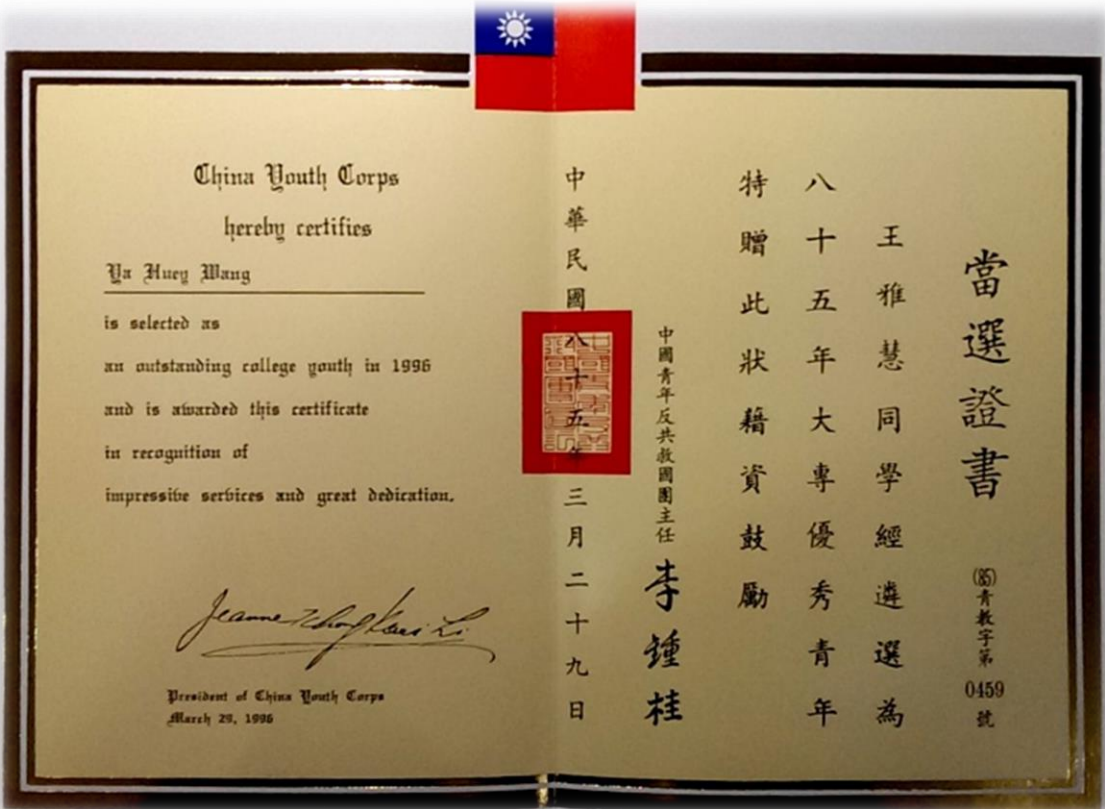 China Youth Corps
hereby certifies
Ya Huey Wang
is selected as
an outstanding college youth in 1996
and is awarded this certificate
in recognition of
impressive services and great dedication.
President of China Youth Corps
March 29, 1996
當選證書
(85)青教字第0459號
王雅慧同學經遴選為
八十五年大專優秀青年
特贈此狀藉資鼓勵
中國青年反共救國團主任 李鍾桂
中華民國八十五年三月二十九日